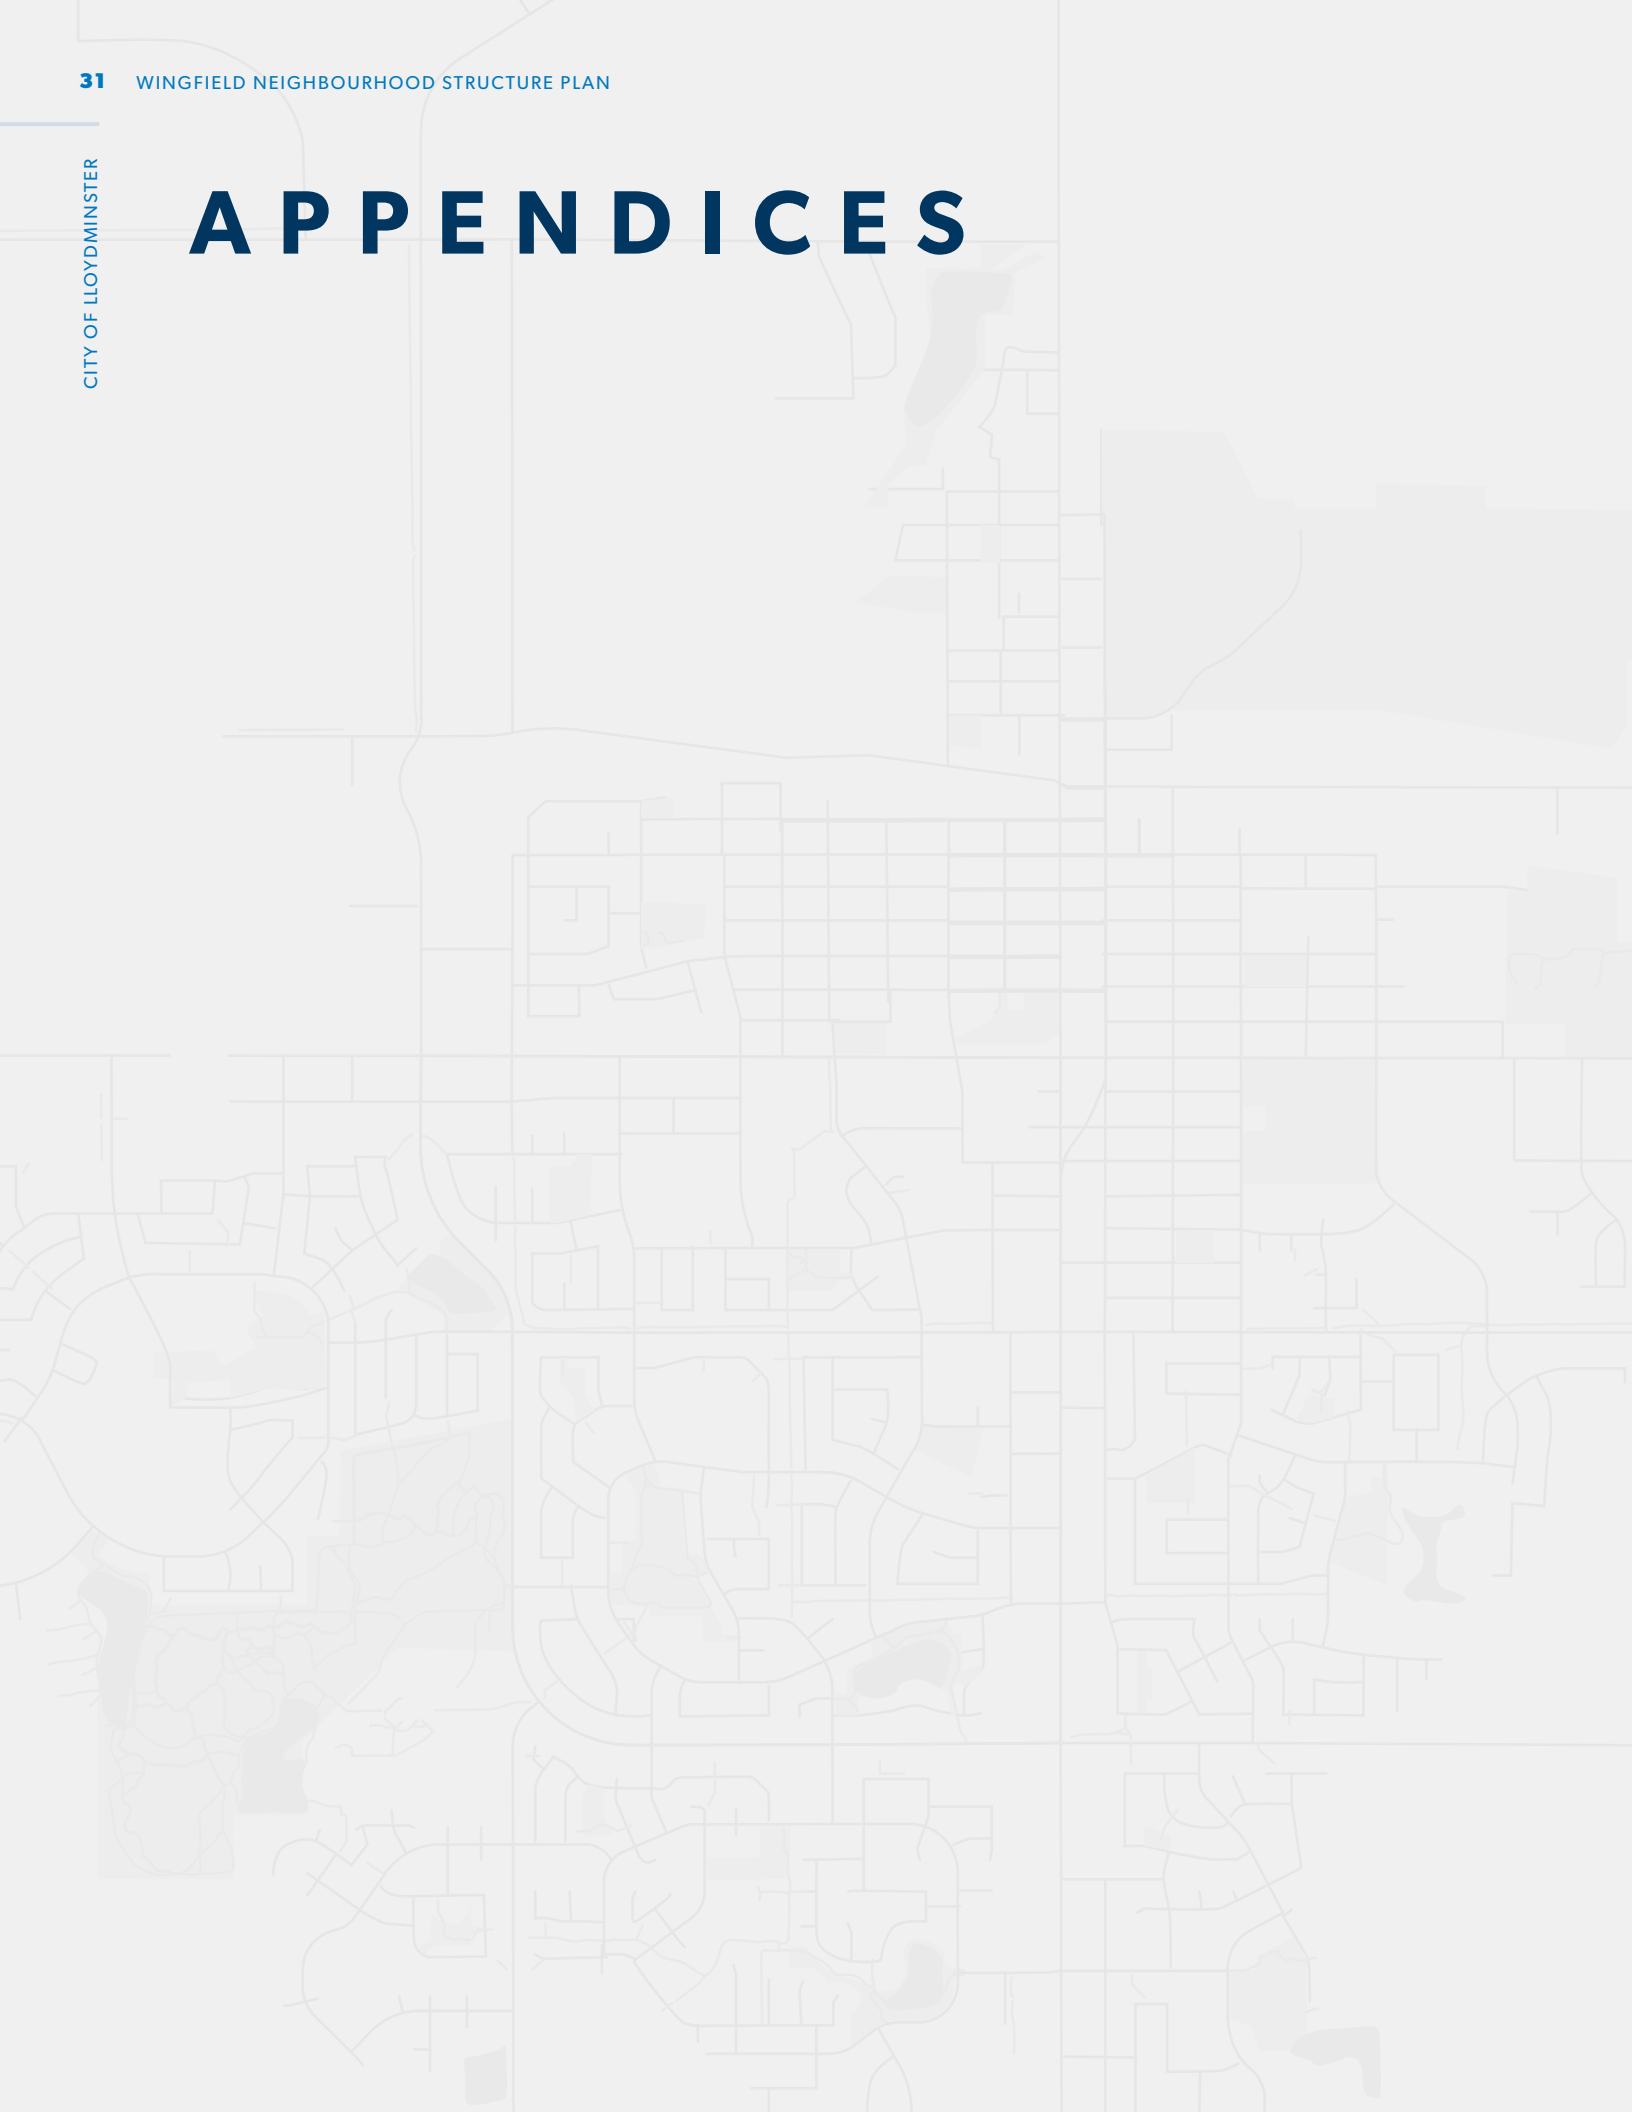 31 WINGFIELD NEIGHBOURHOOD STRUCTURE PLAN
CITY OF LLOYDMINSTER
APPENDICES